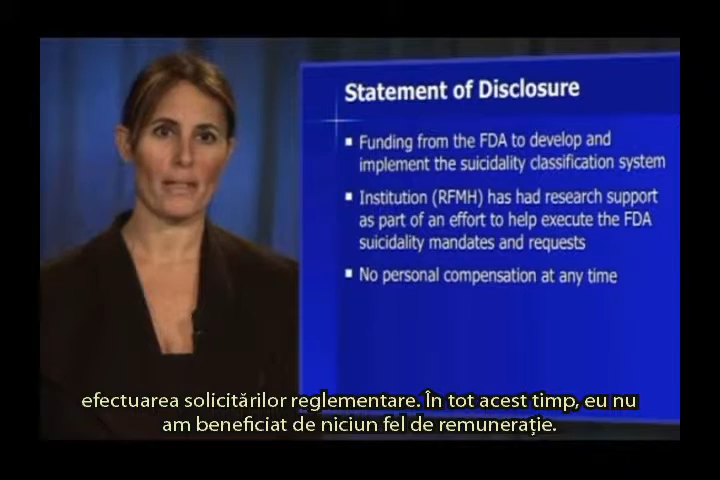 Statement of Disclosure
▪ Funding from the FDA to develop and
implement the suicidality classification system
▪ Institution (RFMH) has had research support
as part of an effort to help execute the FDA
suicidality mandates and requests
▪ No personal compensation at any time
efectuarea solicitărilor reglementare. În tot acest timp, eu nu
am beneficiat de niciun fel de remunerație.